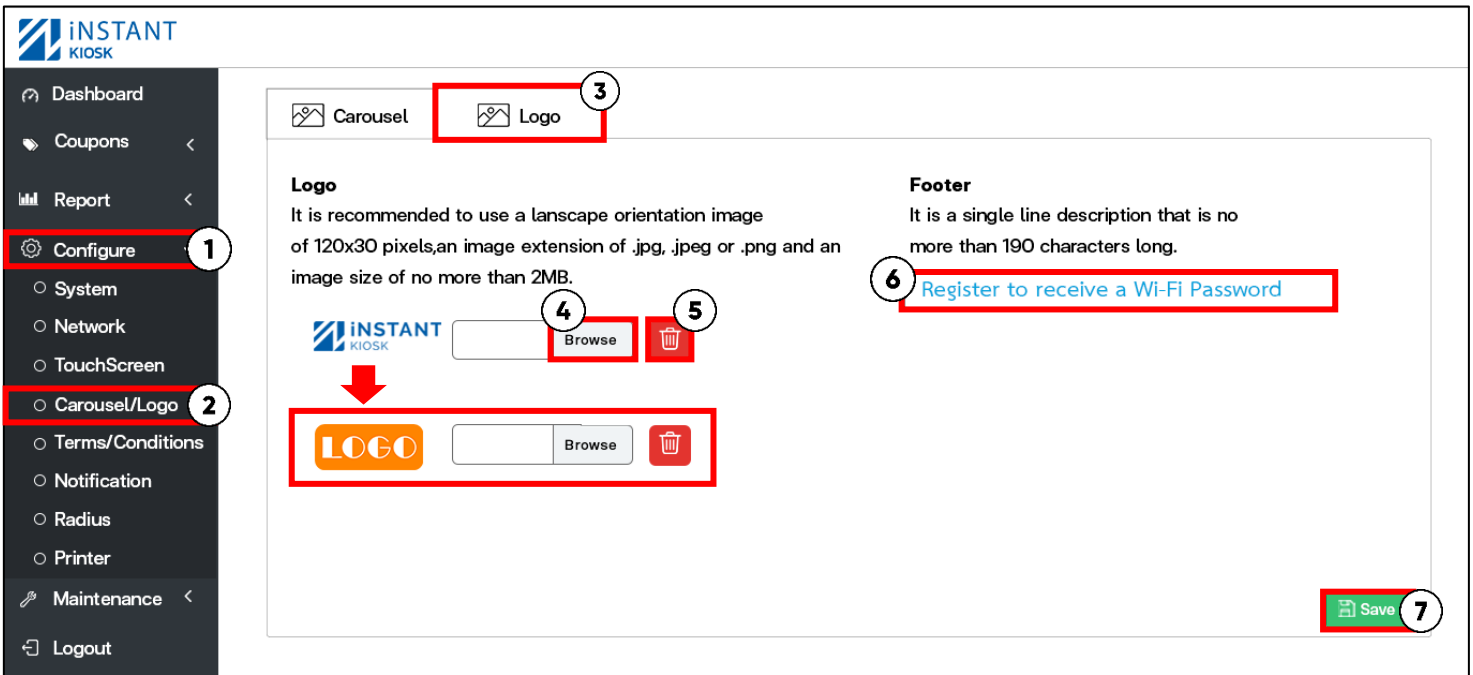 iNSTANT
KIOSK
Dashboard
Coupons
Report
Configure 1
System
Network
TouchScreen
Carousel/Logo 2
Terms/Conditions
Notification
Radius
Printer
Maintenance
Logout
Carousel
Logo 3
Logo
It is recommended to use a lanscape orientation image
of 120x30 pixels,an image extension of .jpg, .jpeg or .png and an
image size of no more than 2MB.
iNSTANT
KIOSK
4
Browse
5
LOGO
Browse
Footer
It is a single line description that is no
more than 190 characters long.
6
Register to receive a Wi-Fi Password
Save 7